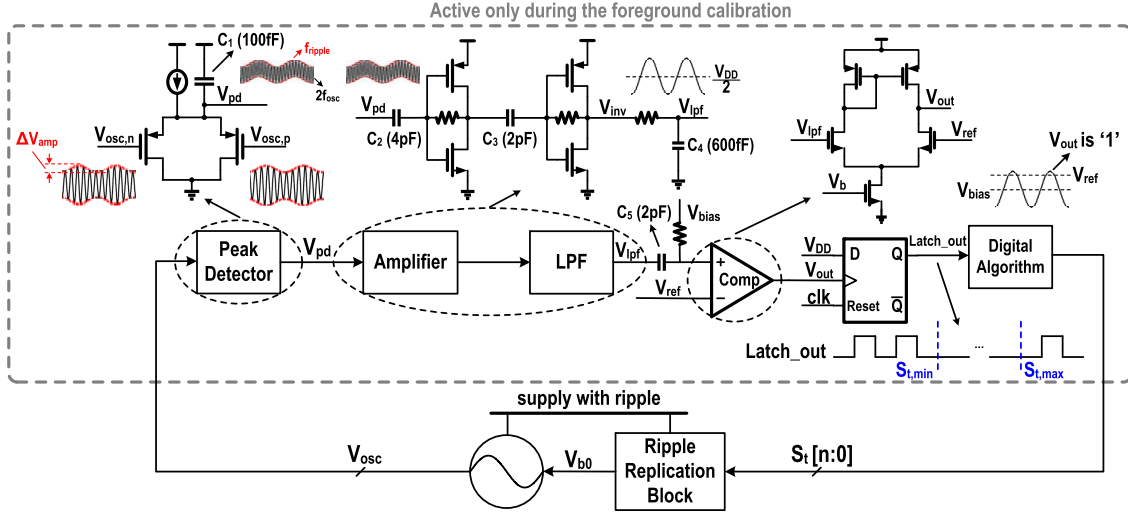 Active only during the foreground calibration
C1 (100fF)
fripple
2fosc
Vpd
Vosc,n
Vosc,p
ΔVamp
Vpd
C2 (4pF)
C3 (2pF)
Vinv
Vlpf
VDD/2
C4 (600fF)
Vout
Vlpf
Vref
Vb
Vout is ‘1’
Vref
Vbias
Peak Detector
Vpd
Amplifier
LPF
Vlpf
C5 (2pF)
Vbias
Vref
+
−
Comp
VDD
Vout
clk
D
Q
Reset
Q̅
Latch_out
Digital Algorithm
Latch_out
St,min
...
St,max
supply with ripple
Vosc
Vb0
Ripple Replication Block
St [n:0]